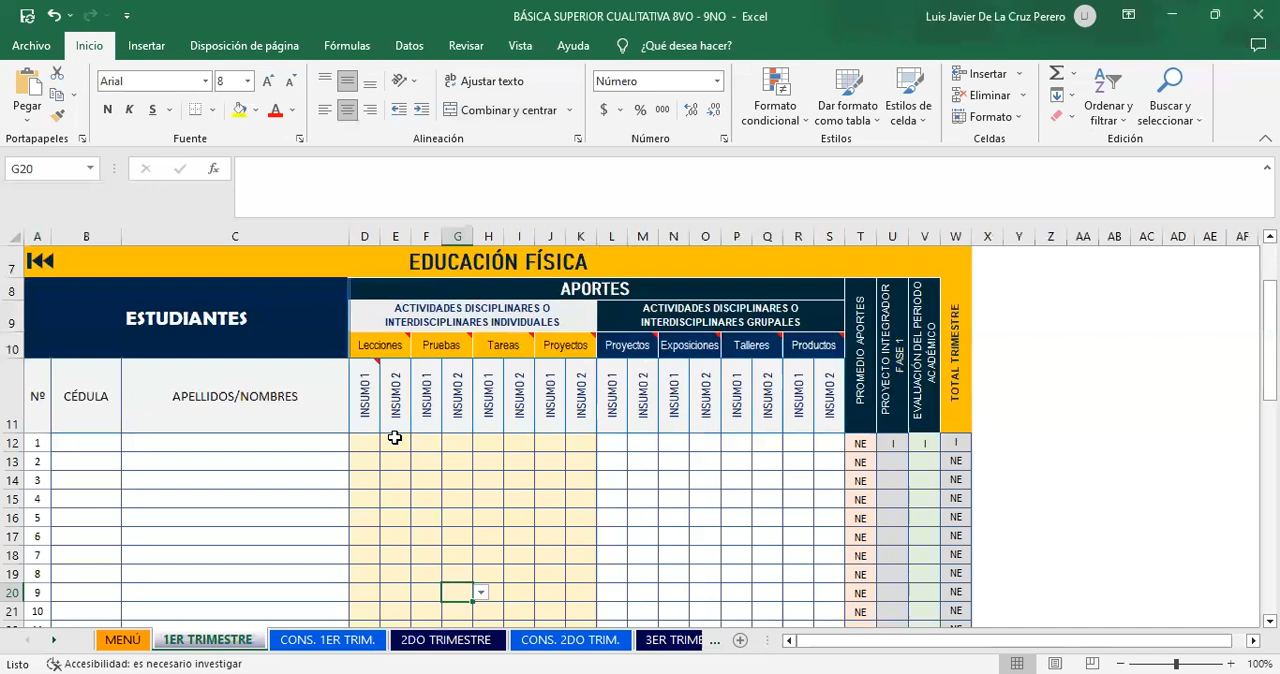 BÁSICA SUPERIOR CUALITATIVA 8VO - 9NO - Excel
Luis Javier De La Cruz Perero
Archivo Inicio Insertar Disposición de página Fórmulas Datos Revisar Vista Ayuda ¿Qué desea hacer?
Pegar
Arial 8
N K S
Ajustar texto
Combinar y centrar
Número
$ % 000
Formato condicional
Dar formato como tabla
Estilos de celda
Insertar
Eliminar
Formato
Ordenar y filtrar
Buscar y seleccionar
Portapapeles Fuente Alineación Número Estilos Celdas Edición
G20
A B C D E F G H I J K L M N O P Q R S T U V W X Y Z AA AB AC AD AE AF
7 EDUCACIÓN FÍSICA
8 APORTES
ESTUDIANTES
9 ACTIVIDADES DISCIPLINARES O INTERDISCIPLINARES INDIVIDUALES
ACTIVIDADES DISCIPLINARES O INTERDISCIPLINARES GRUPALES
10 Lecciones Pruebas Tareas Proyectos Proyectos Exposiciones Talleres Productos
PROMEDIO APORTES
PROYECTO INTEGRADOR FASE 1
EVALUACIÓN DEL PERIODO ACADÉMICO
TOTAL TRIMESTRE
11 Nº CÉDULA APELLIDOS/NOMBRES INSUMO 1 INSUMO 2 INSUMO 1 INSUMO 2 INSUMO 1 INSUMO 2 INSUMO 1 INSUMO 2 INSUMO 1 INSUMO 2 INSUMO 1 INSUMO 2 INSUMO 1 INSUMO 2 INSUMO 1 INSUMO 2
12 1 NE I I I
13 2 NE NE
14 3 NE NE
15 4 NE NE
16 5 NE NE
17 6 NE NE
18 7 NE NE
19 8 NE NE
20 9 NE NE
21 10 NE NE
MENÚ 1ER TRIMESTRE CONS. 1ER TRIM. 2DO TRIMESTRE CONS. 2DO TRIM. 3ER TRIME ...
Listo Accesibilidad: es necesario investigar 100%